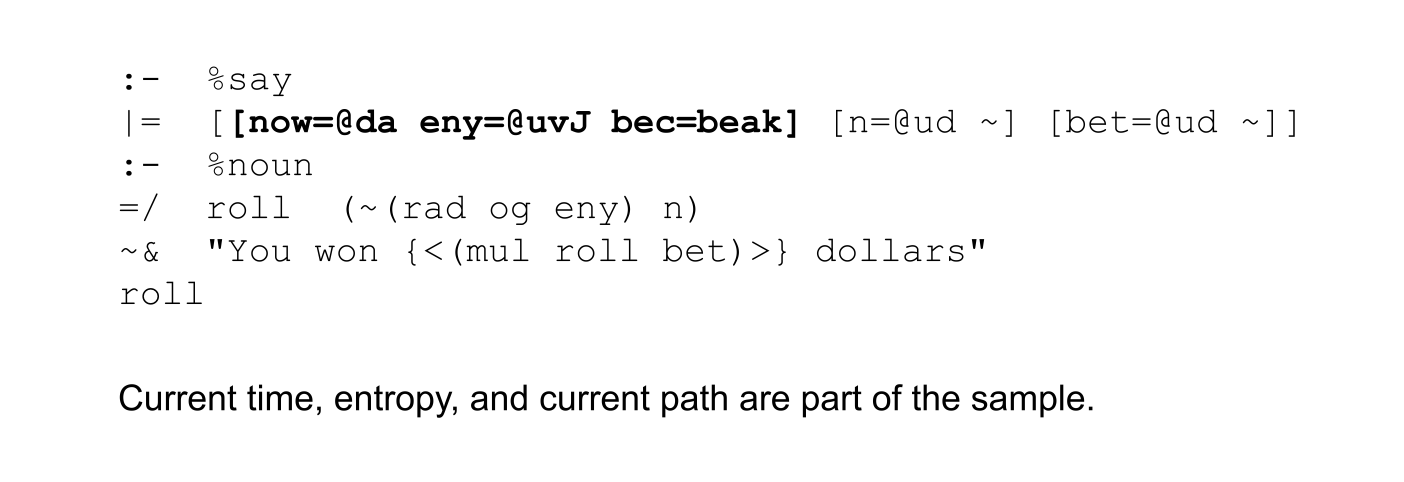 :-  %say
|=  [[now=@da eny=@uvJ bec=beak] [n=@ud ~] [bet=@ud ~]]
:-  %noun
=/  roll  (~(rad og eny) n)
~&  "You won {<(mul roll bet)>} dollars"
roll
Current time, entropy, and current path are part of the sample.